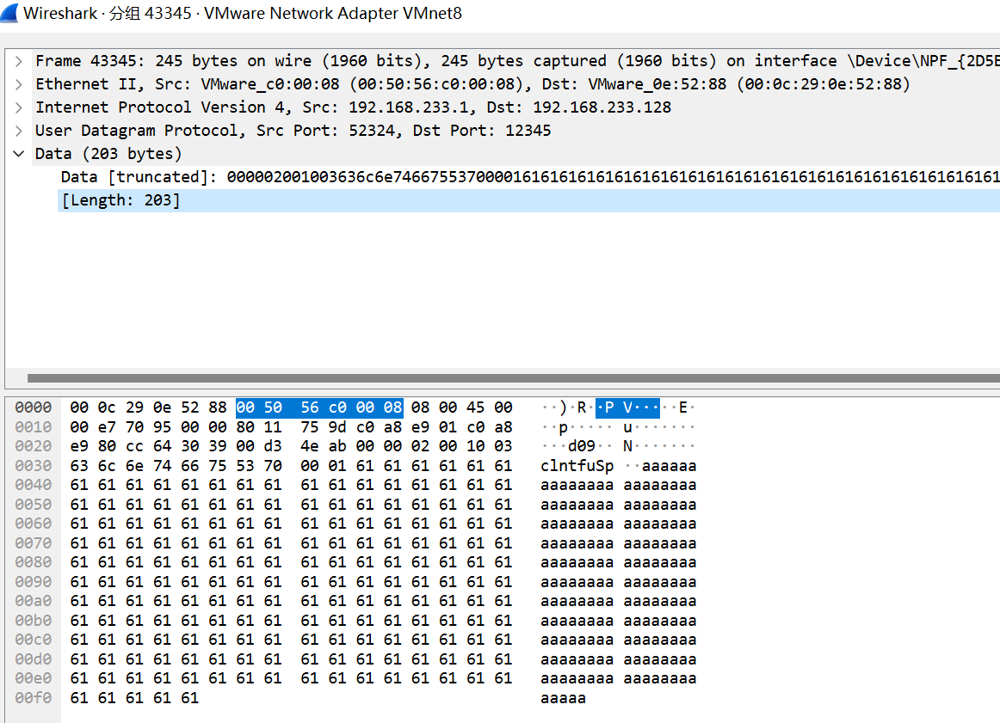 Wireshark · 分组 43345 · VMware Network Adapter VMnet8
Frame 43345: 245 bytes on wire (1960 bits), 245 bytes captured (1960 bits) on interface \Device\NPF_{2D5E
Ethernet II, Src: VMware_c0:00:08 (00:50:56:c0:00:08), Dst: VMware_0e:52:88 (00:0c:29:0e:52:88)
Internet Protocol Version 4, Src: 192.168.233.1, Dst: 192.168.233.128
User Datagram Protocol, Src Port: 52324, Dst Port: 12345
Data (203 bytes)
Data [truncated]: 000002001003636c6e746675537000016161616161616161616161616161616161616161616161616161
[Length: 203]
0000 00 0c 29 0e 52 88 00 50 56 c0 00 08 08 00 45 00 ··)·R··P V·····E·
0010 00 e7 70 95 00 00 80 11 75 9d c0 a8 e9 01 c0 a8 ··p····· u·······
0020 e9 80 cc 64 30 39 00 d3 4e ab 00 00 02 00 10 03 ···d09·· N·······
0030 63 6c 6e 74 66 75 53 70 00 01 61 61 61 61 61 61 clntfuSp ··aaaaaa
0040 61 61 61 61 61 61 61 61 61 61 61 61 61 61 61 61 aaaaaaaa aaaaaaaa
0050 61 61 61 61 61 61 61 61 61 61 61 61 61 61 61 61 aaaaaaaa aaaaaaaa
0060 61 61 61 61 61 61 61 61 61 61 61 61 61 61 61 61 aaaaaaaa aaaaaaaa
0070 61 61 61 61 61 61 61 61 61 61 61 61 61 61 61 61 aaaaaaaa aaaaaaaa
0080 61 61 61 61 61 61 61 61 61 61 61 61 61 61 61 61 aaaaaaaa aaaaaaaa
0090 61 61 61 61 61 61 61 61 61 61 61 61 61 61 61 61 aaaaaaaa aaaaaaaa
00a0 61 61 61 61 61 61 61 61 61 61 61 61 61 61 61 61 aaaaaaaa aaaaaaaa
00b0 61 61 61 61 61 61 61 61 61 61 61 61 61 61 61 61 aaaaaaaa aaaaaaaa
00c0 61 61 61 61 61 61 61 61 61 61 61 61 61 61 61 61 aaaaaaaa aaaaaaaa
00d0 61 61 61 61 61 61 61 61 61 61 61 61 61 61 61 61 aaaaaaaa aaaaaaaa
00e0 61 61 61 61 61 61 61 61 61 61 61 61 61 61 61 61 aaaaaaaa aaaaaaaa
00f0 61 61 61 61 61 aaaaa